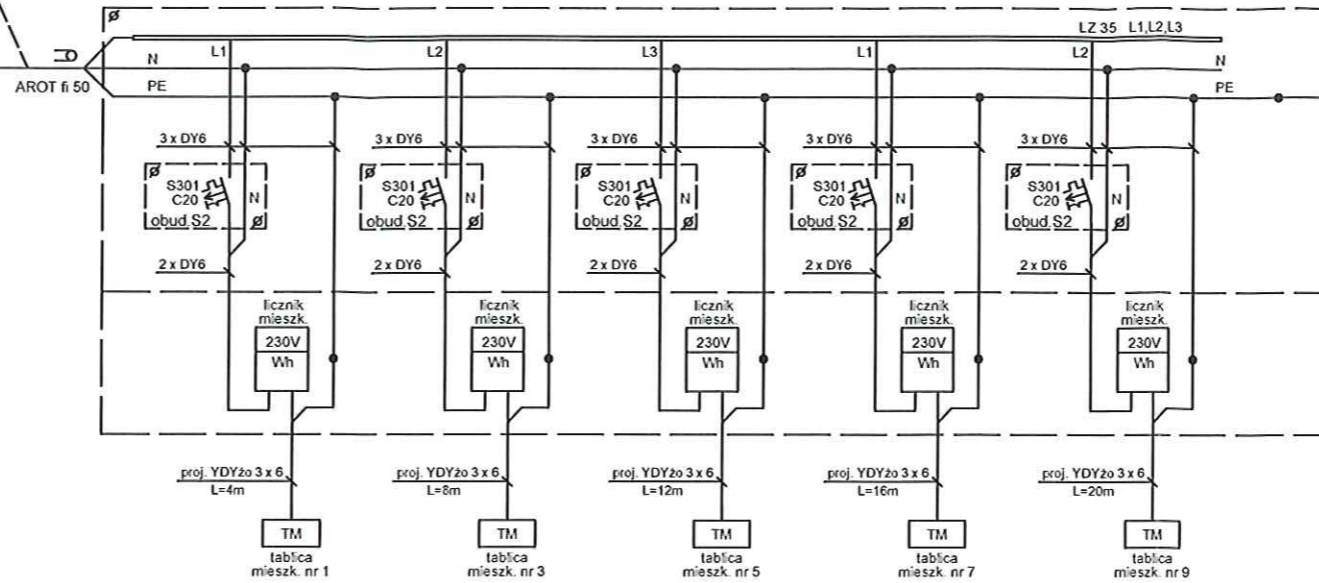 LZ 35 L1,L2,L3
L1 L2 L3 L1 L2
N N
AROT fi 50 PE PE
3 x DY6 3 x DY6 3 x DY6 3 x DY6 3 x DY6
S301 S301 S301 S301 S301
C20 N C20 N C20 N C20 N C20 N
obud.S2 obud.S2 obud.S2 obud.S2 obud.S2
2 x DY6 2 x DY6 2 x DY6 2 x DY6 2 x DY6
licznik licznik licznik licznik licznik
mieszk. mieszk. mieszk. mieszk. mieszk.
230V 230V 230V 230V 230V
Wh Wh Wh Wh Wh
proj. YDYżo 3 x 6 proj. YDYżo 3 x 6 proj. YDYżo 3 x 6 proj. YDYżo 3 x 6 proj. YDYżo 3 x 6
L=4m L=8m L=12m L=16m L=20m
TM TM TM TM TM
tablica tablica tablica tablica tablica
mieszk. nr 1 mieszk. nr 3 mieszk. nr 5 mieszk. nr 7 mieszk. nr 9